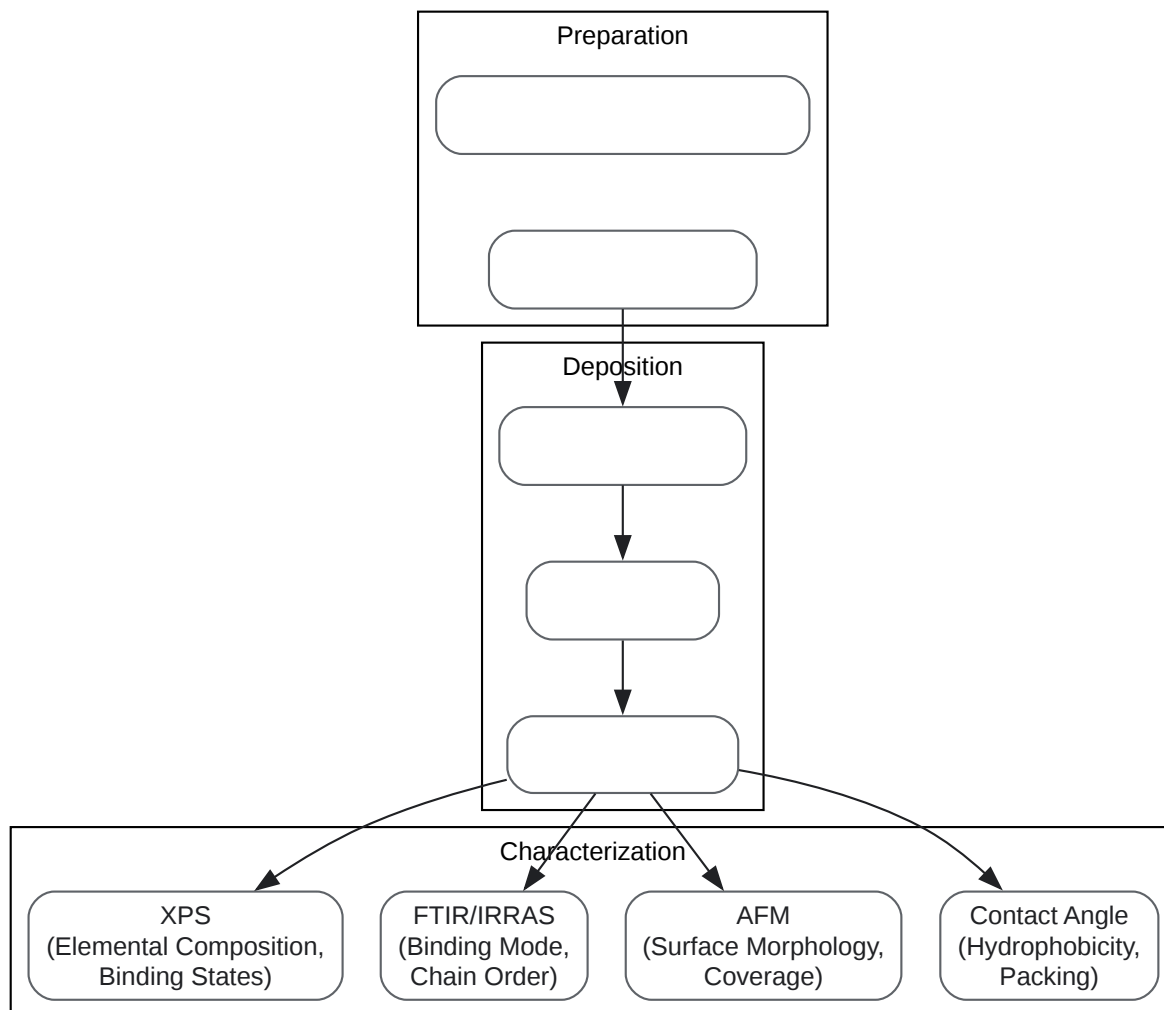 Preparation
Deposition
Characterization
XPS
(Elemental Composition,
Binding States)
FTIR/IRRAS
(Binding Mode,
Chain Order)
AFM
(Surface Morphology,
Coverage)
Contact Angle
(Hydrophobicity,
Packing)